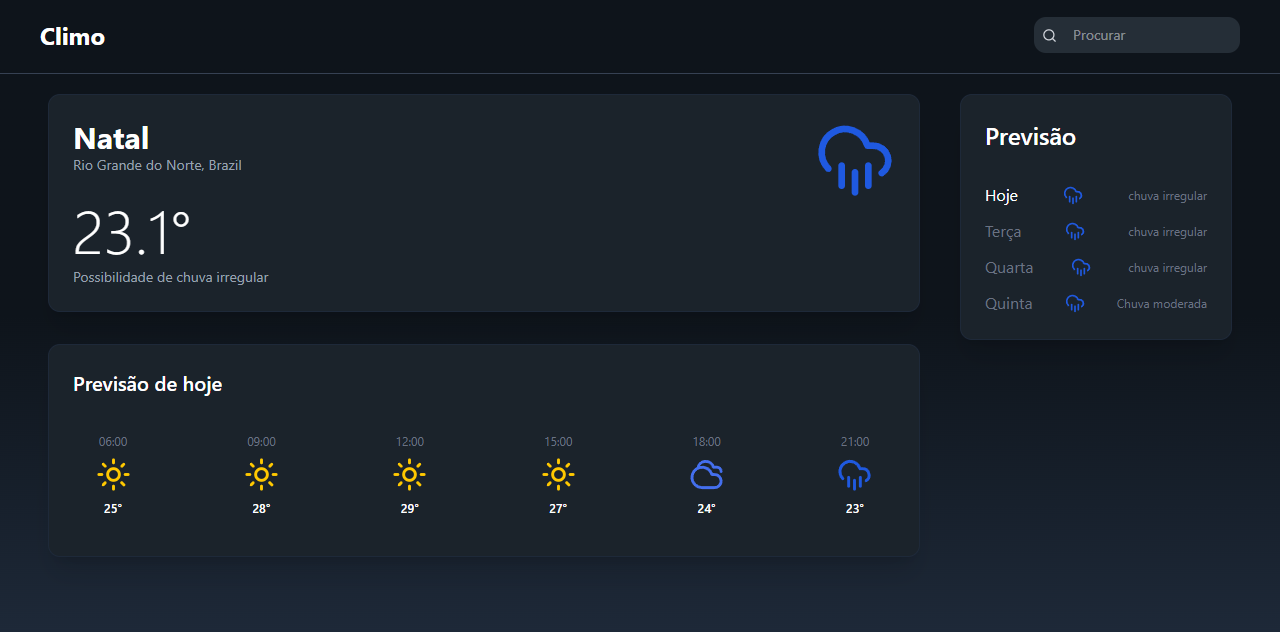 Climo
Procurar
Natal
Rio Grande do Norte, Brazil
23.1°
Possibilidade de chuva irregular
Previsão
Hoje chuva irregular
Terça chuva irregular
Quarta chuva irregular
Quinta Chuva moderada
Previsão de hoje
06:00 09:00 12:00 15:00 18:00 21:00
25° 28° 29° 27° 24° 23°